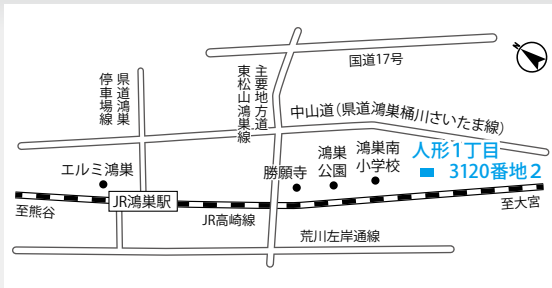 N
国道17号
主要地方道
東松山鴻巣線
県道鴻巣
停車場線
中山道（県道鴻巣桶川さいたま線）
エルミ鴻巣
勝願寺
鴻巣
公園
鴻巣南
小学校
人形1丁目
3120番地2
JR鴻巣駅
至熊谷
JR高崎線
至大宮
荒川左岸通線